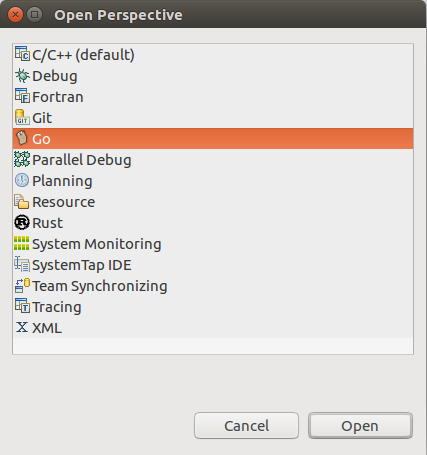 Open Perspective
C/C++ (default)
Debug
Fortran
Git
Go
Parallel Debug
Planning
Resource
Rust
System Monitoring
SystemTap IDE
Team Synchronizing
Tracing
XML
Cancel Open